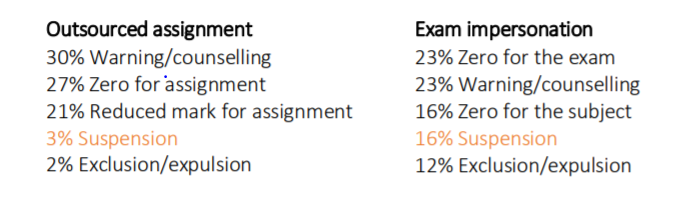 Outsourced assignment
30% Warning/counselling
27% Zero for assignment
21% Reduced mark for assignment
3% Suspension
2% Exclusion/expulsion
Exam impersonation
23% Zero for the exam
23% Warning/counselling
16% Zero for the subject
16% Suspension
12% Exclusion/expulsion